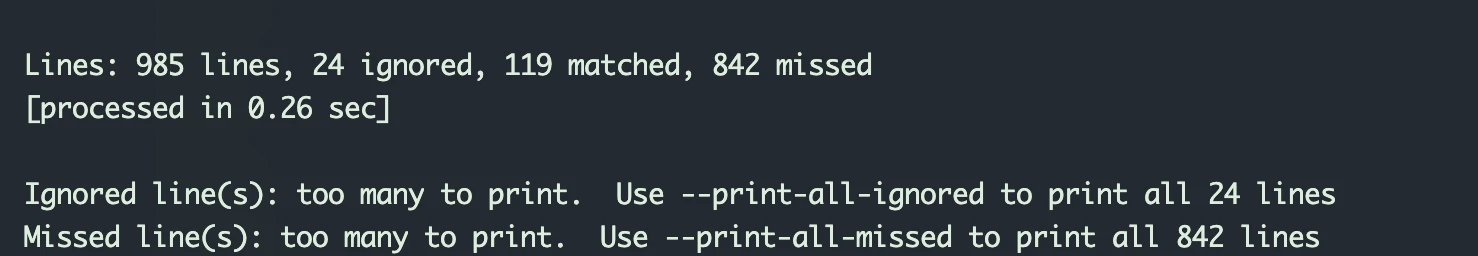 Lines: 985 lines, 24 ignored, 119 matched, 842 missed
[processed in 0.26 sec]
Ignored line(s): too many to print.  Use --print-all-ignored to print all 24 lines
Missed line(s): too many to print.  Use --print-all-missed to print all 842 lines